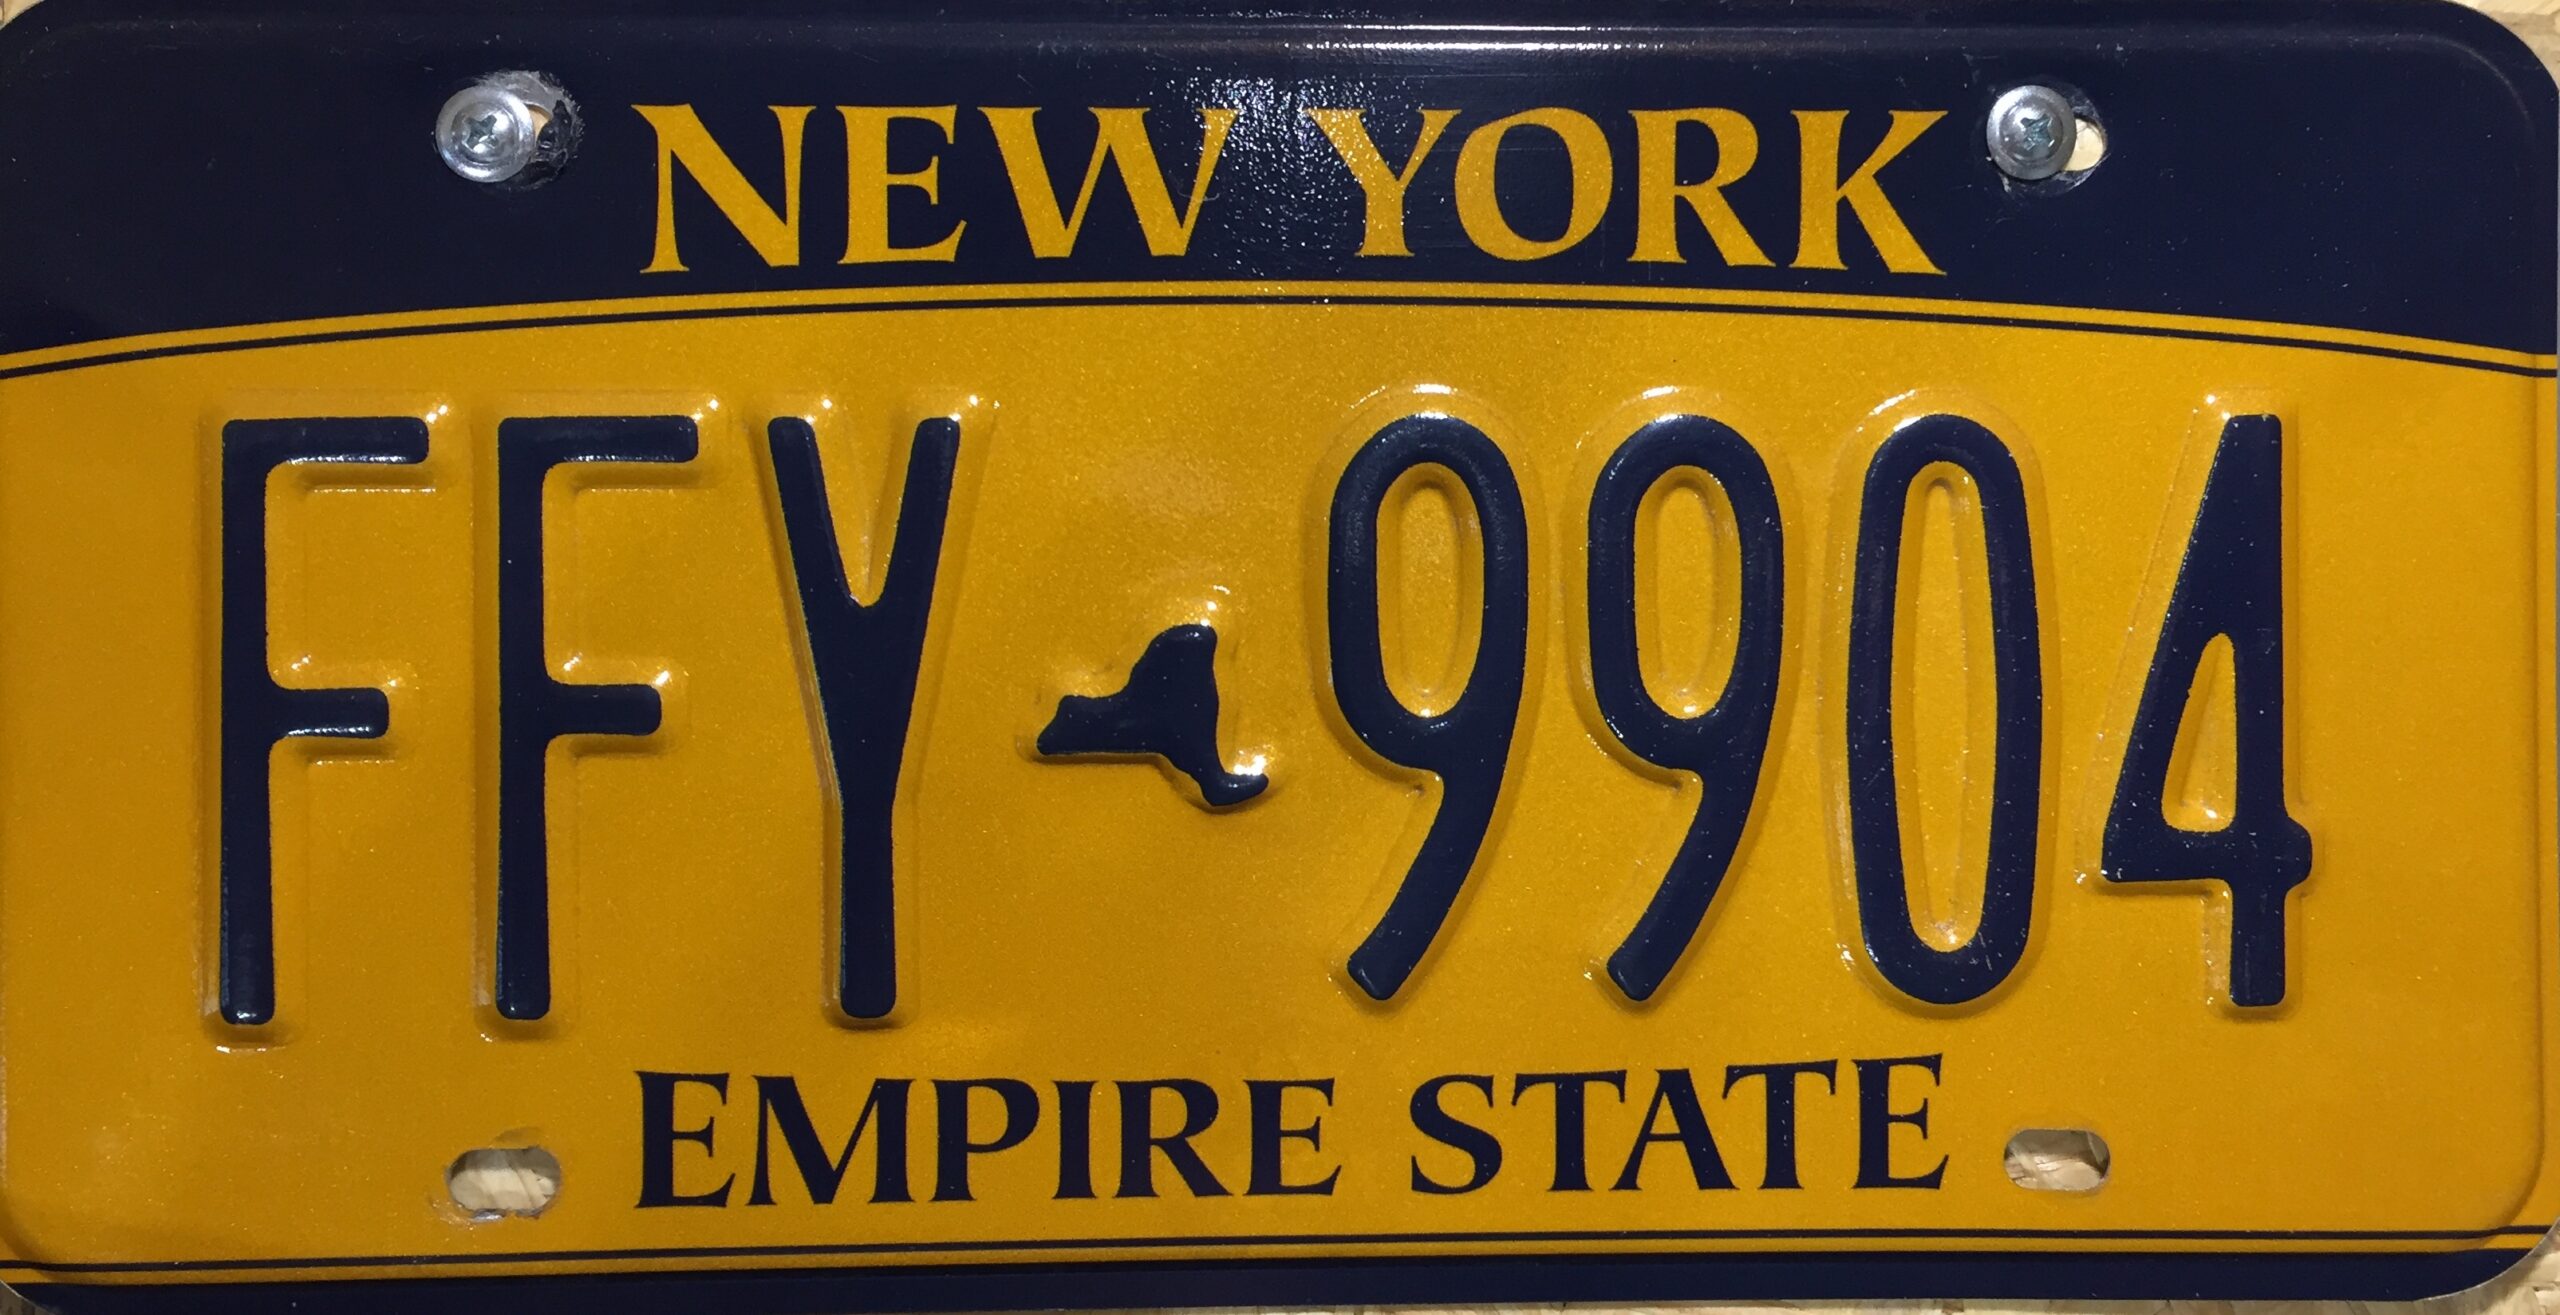 NEW YORK
FFY 9904
EMPIRE STATE